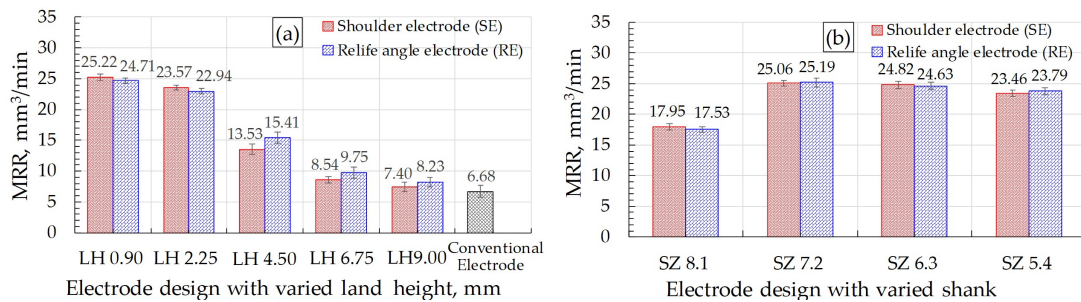 (a)
Shoulder electrode (SE)
Relife angle electrode (RE)
MRR, mm³/min
35
30
25
20
15
10
5
0
25.22
24.71
23.57
22.94
13.53
15.41
8.54
9.75
7.40
8.23
6.68
LH 0.90
LH 2.25
LH 4.50
LH 6.75
LH9.00
Conventional
Electrode
Electrode design with varied land height, mm
(b)
Shoulder electrode (SE)
Relife angle electrode (RE)
MRR, mm³/min
35
30
25
20
15
10
5
0
17.95
17.53
25.06
25.19
24.82
24.63
23.46
23.79
SZ 8.1
SZ 7.2
SZ 6.3
SZ 5.4
Electrode design with varied shank